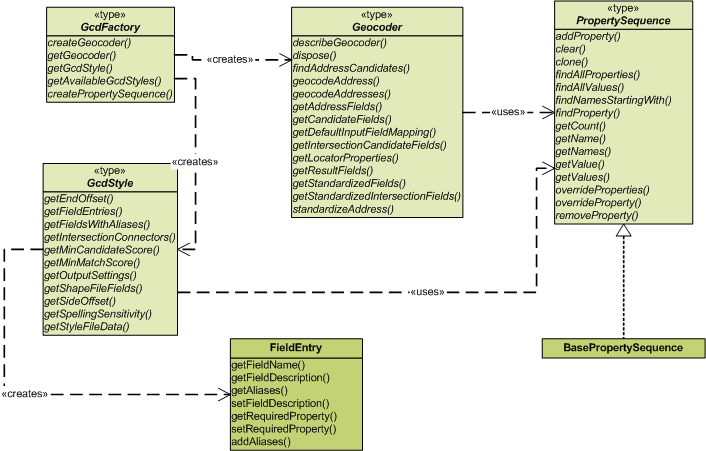 «type»
GcdFactory
createGeocoder()
getGeocoder()
getGcdStyle()
getAvailableGcdStyles()
createPropertySequence()
«creates»
«type»
Geocoder
describeGeocoder()
dispose()
findAddressCandidates()
geocodeAddress()
geocodeAddresses()
getAddressFields()
getCandidateFields()
getDefaultInputFieldMapping()
getIntersectionCandidateFields()
getLocatorProperties()
getResultFields()
getStandardizedFields()
getStandardizedIntersectionFields()
standardizeAddress()
«uses»
«type»
PropertySequence
addProperty()
clear()
clone()
findAllProperties()
findAllValues()
findNamesStartingWith()
findProperty()
getCount()
getName()
getNames()
getValue()
getValues()
overrideProperties()
overrideProperty()
removeProperty()
«creates»
«type»
GcdStyle
getEndOffset()
getFieldEntries()
getFieldsWithAliases()
getIntersectionConnectors()
getMinCandidateScore()
getMinMatchScore()
getOutputSettings()
getShapeFileFields()
getSideOffset()
getSpellingSensitivity()
getStyleFileData()
«uses»
BasePropertySequence
«creates»
FieldEntry
getFieldName()
getFieldDescription()
getAliases()
setFieldDescription()
getRequiredProperty()
setRequiredProperty()
addAliases()